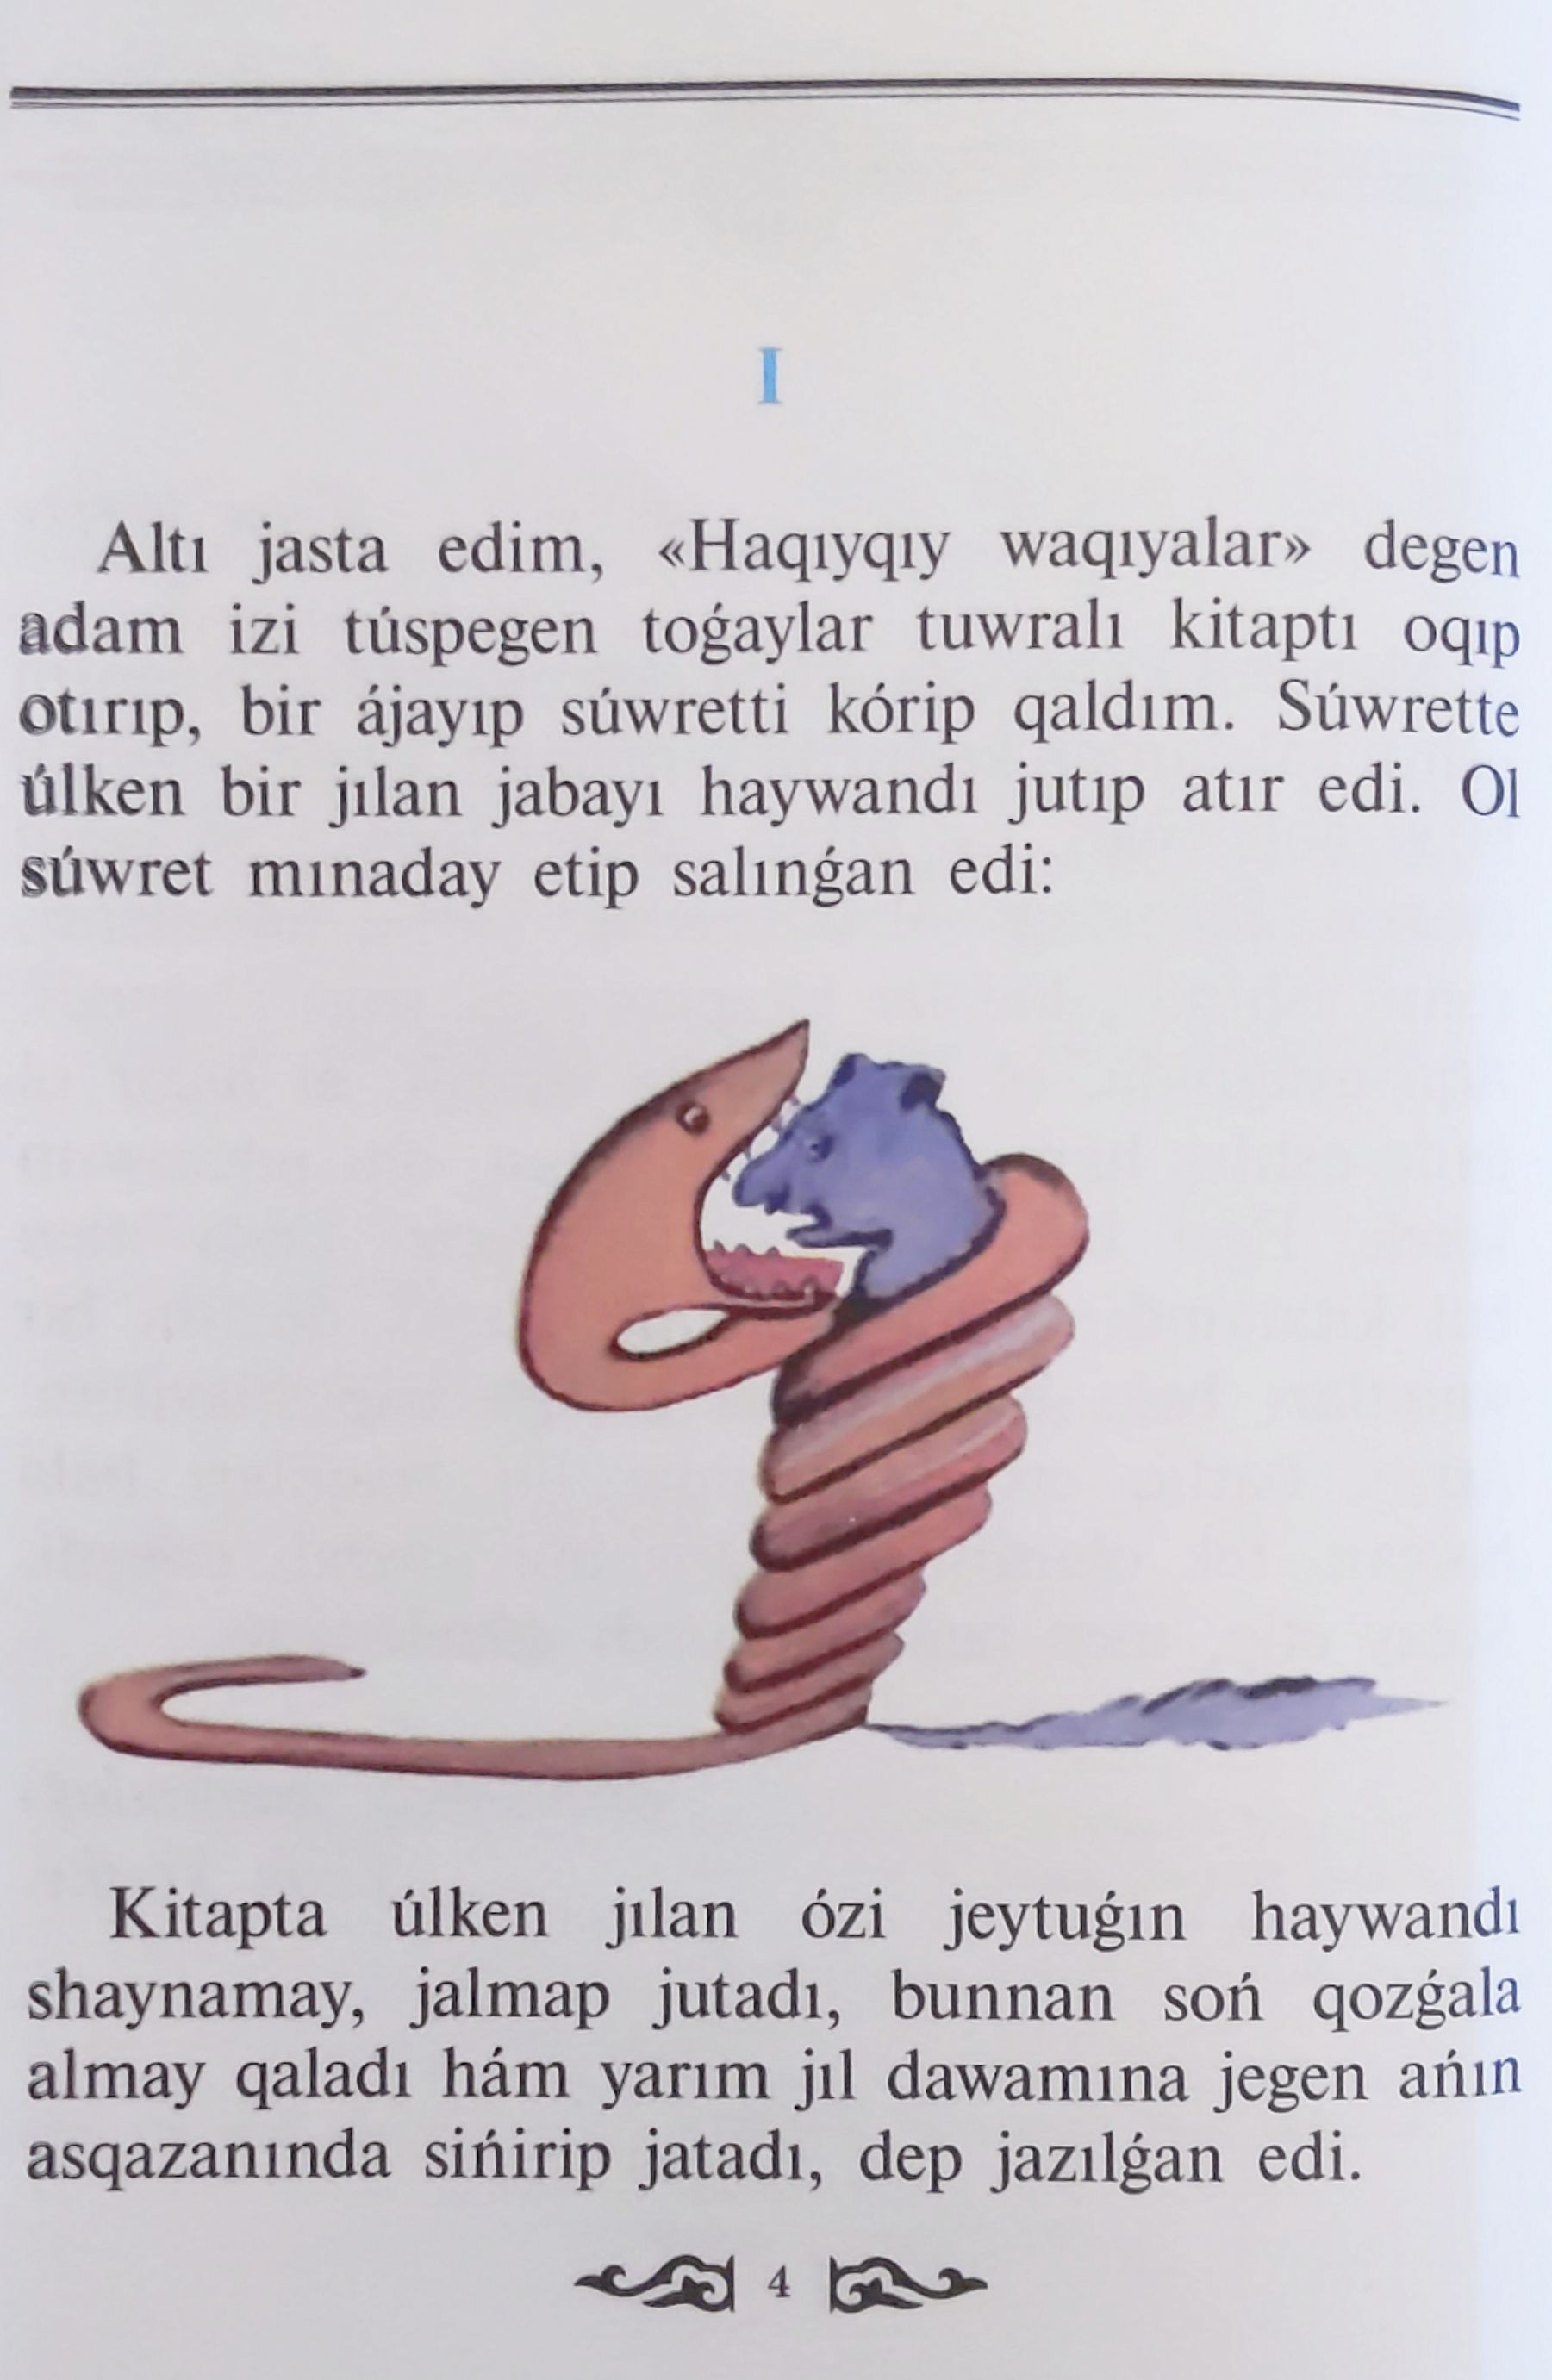 I
Altı jasta edim, «Haqıyqıy waqıyalar» degen
adam izi túspegen toǵaylar tuwralı kitaptı oqıp
otırıp, bir ájayıp súwretti kórip qaldım. Súwrette
úlken bir jılan jabayı haywandı jutıp atır edi. Ol
súwret mınaday etip salınǵan edi:
Kitapta úlken jılan ózi jeytuǵın haywandı
shaynamay, jalmap jutadı, bunnan soń qozǵala
almay qaladı hám yarım jıl dawamına jegen ańın
asqazanında sińirip jatadı, dep jazılǵan edi.
4